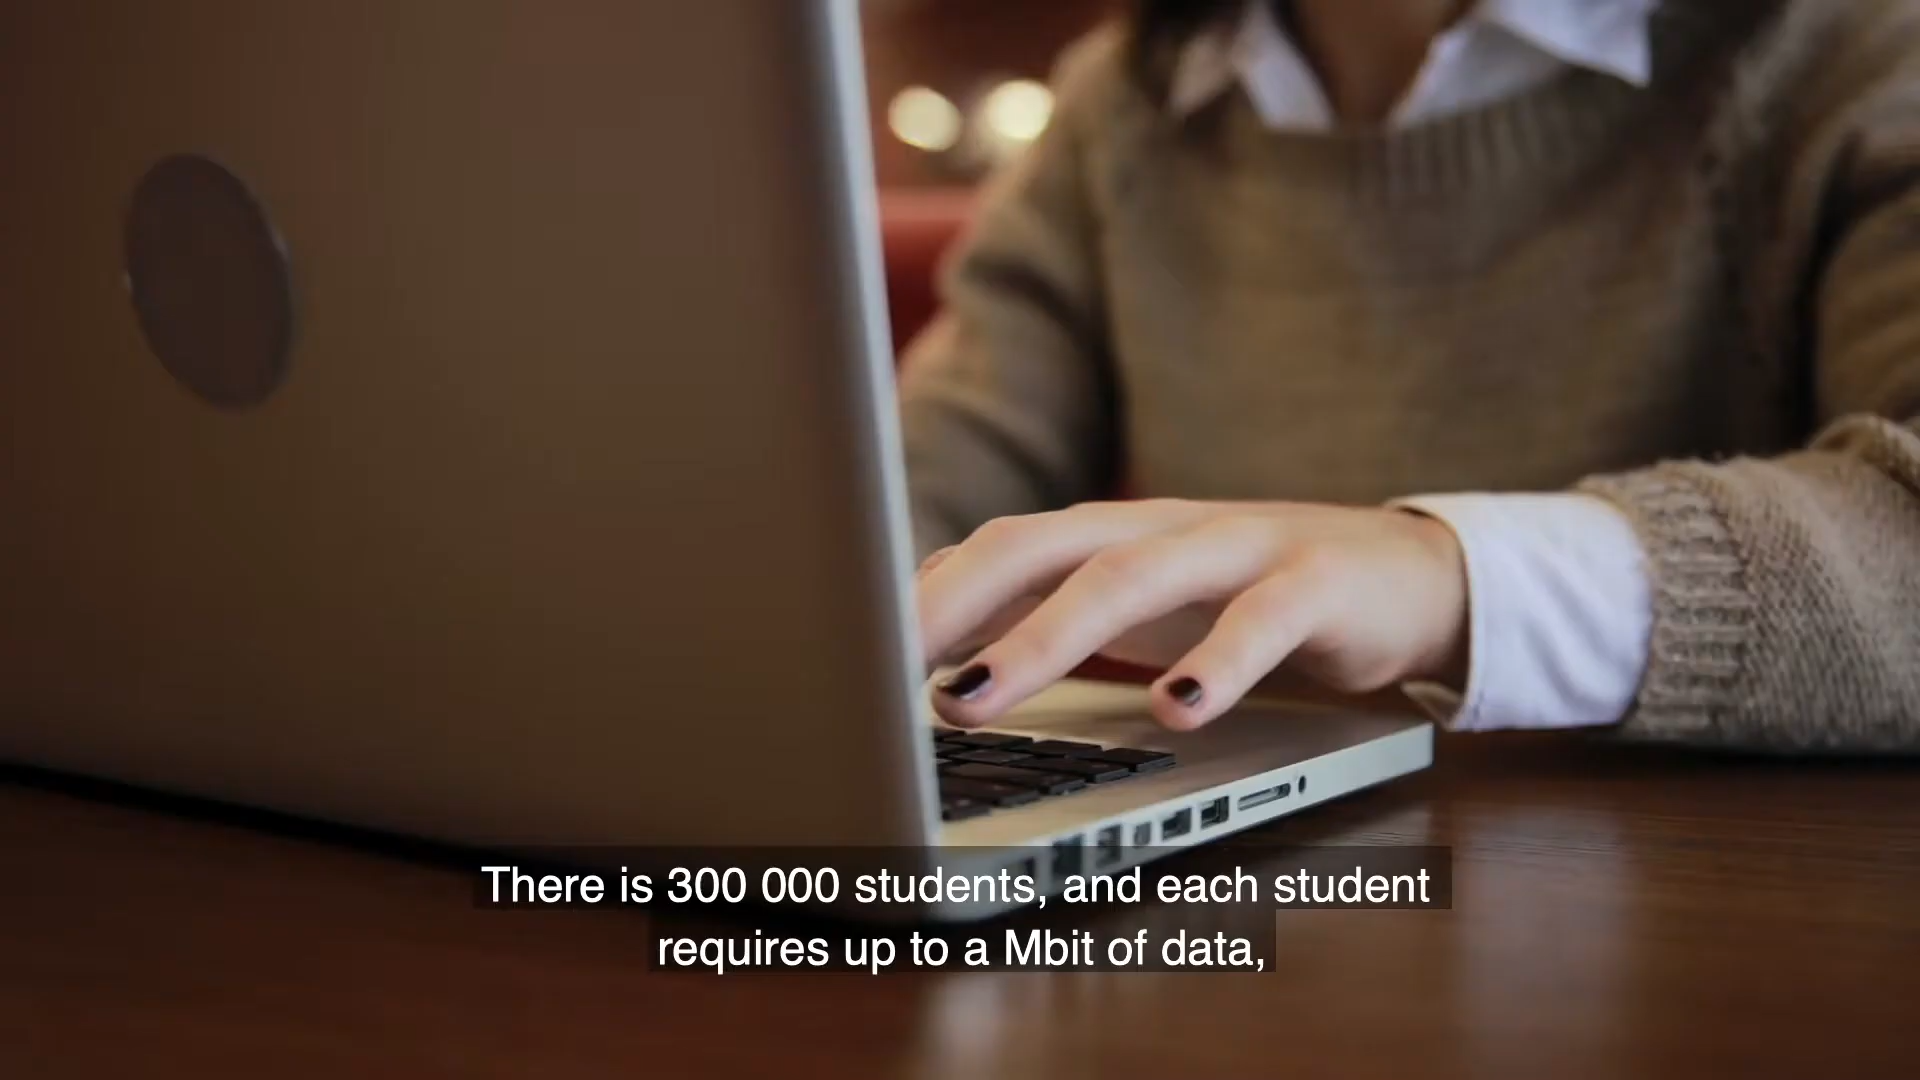 There is 300 000 students, and each student
requires up to a Mbit of data,